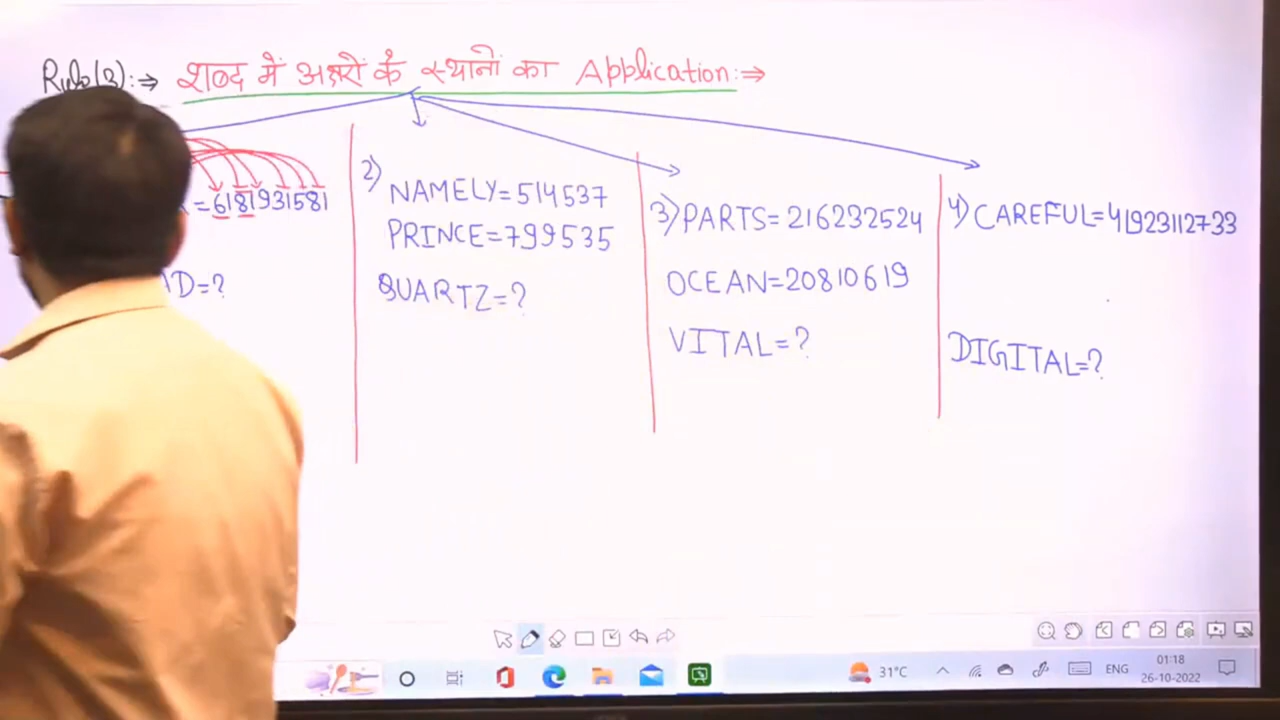 Rule(3):⇒ शब्द में अक्षरों के स्थानों का Application:⇒
=6181931581
AD=?
2) NAMELY=514537
PRINCE=799535
QUARTZ=?
3) PARTS=216232524
OCEAN=20810619
VITAL=?
4) CAREFUL=41923112733
DIGITAL=?
31°C
ENG
01:18
26-10-2022